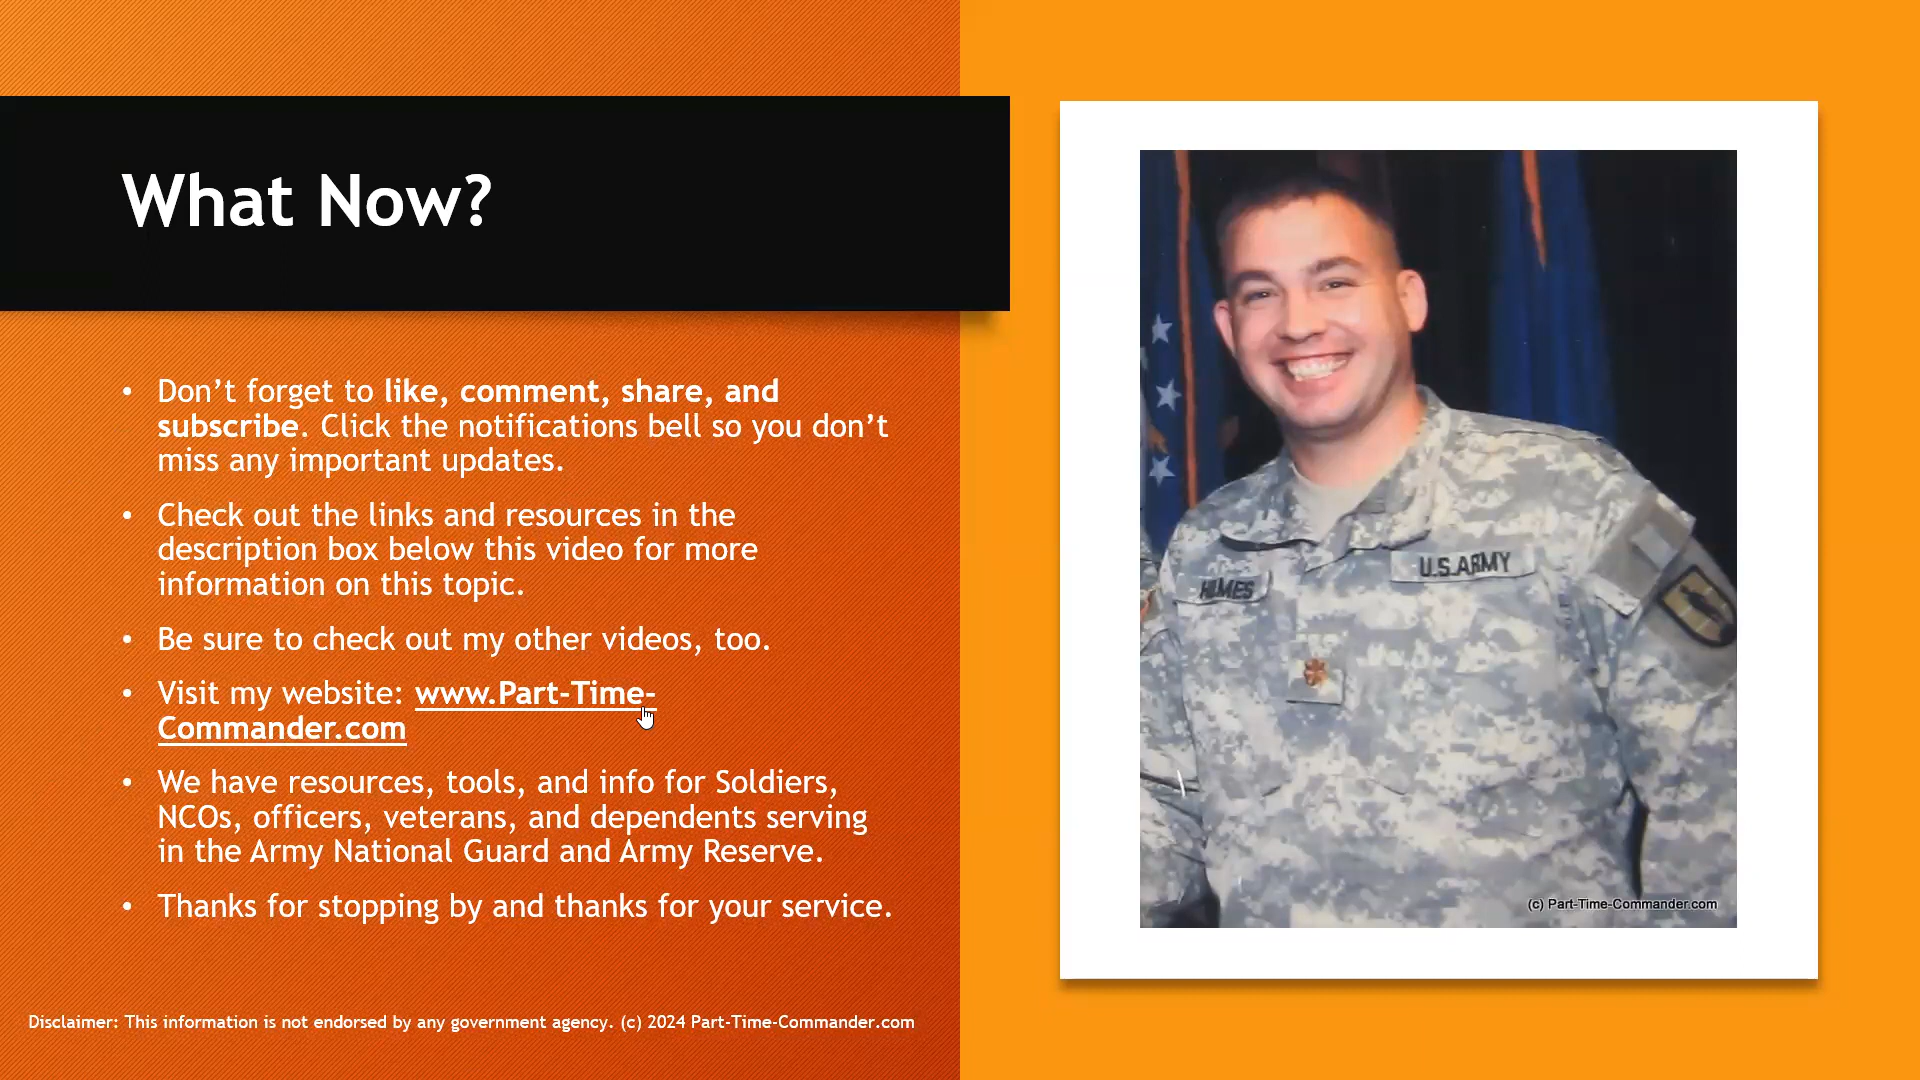 What Now?
• Don’t forget to like, comment, share, and
subscribe. Click the notifications bell so you don’t
miss any important updates.
• Check out the links and resources in the
description box below this video for more
information on this topic.
• Be sure to check out my other videos, too.
• Visit my website: www.Part-Time-
Commander.com
• We have resources, tools, and info for Soldiers,
NCOs, officers, veterans, and dependents serving
in the Army National Guard and Army Reserve.
• Thanks for stopping by and thanks for your service.
Disclaimer: This information is not endorsed by any government agency. (c) 2024 Part-Time-Commander.com
U.S.ARMY
HILMES
(c) Part-Time-Commander.com